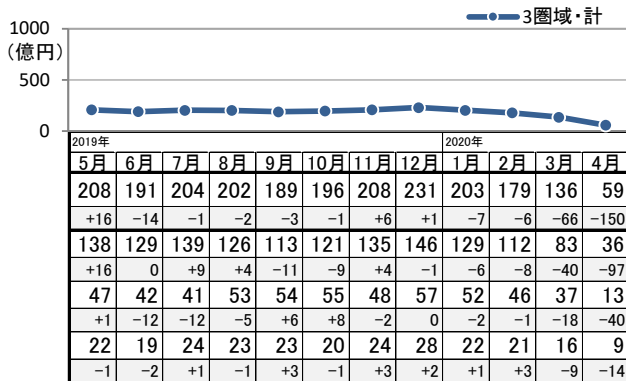 3圏域・計
1000
(億円)
500
0
2019年 2020年
5月 6月 7月 8月 9月 10月 11月 12月 1月 2月 3月 4月
208 191 204 202 189 196 208 231 203 179 136 59
+16 −14 −1 −2 −3 −1 +6 +1 −7 −6 −66 −150
138 129 139 126 113 121 135 146 129 112 83 36
+16 0 +9 +4 −11 −9 +4 −1 −6 −8 −40 −97
47 42 41 53 54 55 48 57 52 46 37 13
+1 −12 −12 −5 +6 +8 −2 0 −2 −1 −18 −40
22 19 24 23 23 20 24 28 22 21 16 9
−1 −2 +1 −1 +3 −1 +3 +2 +1 +3 −9 −14